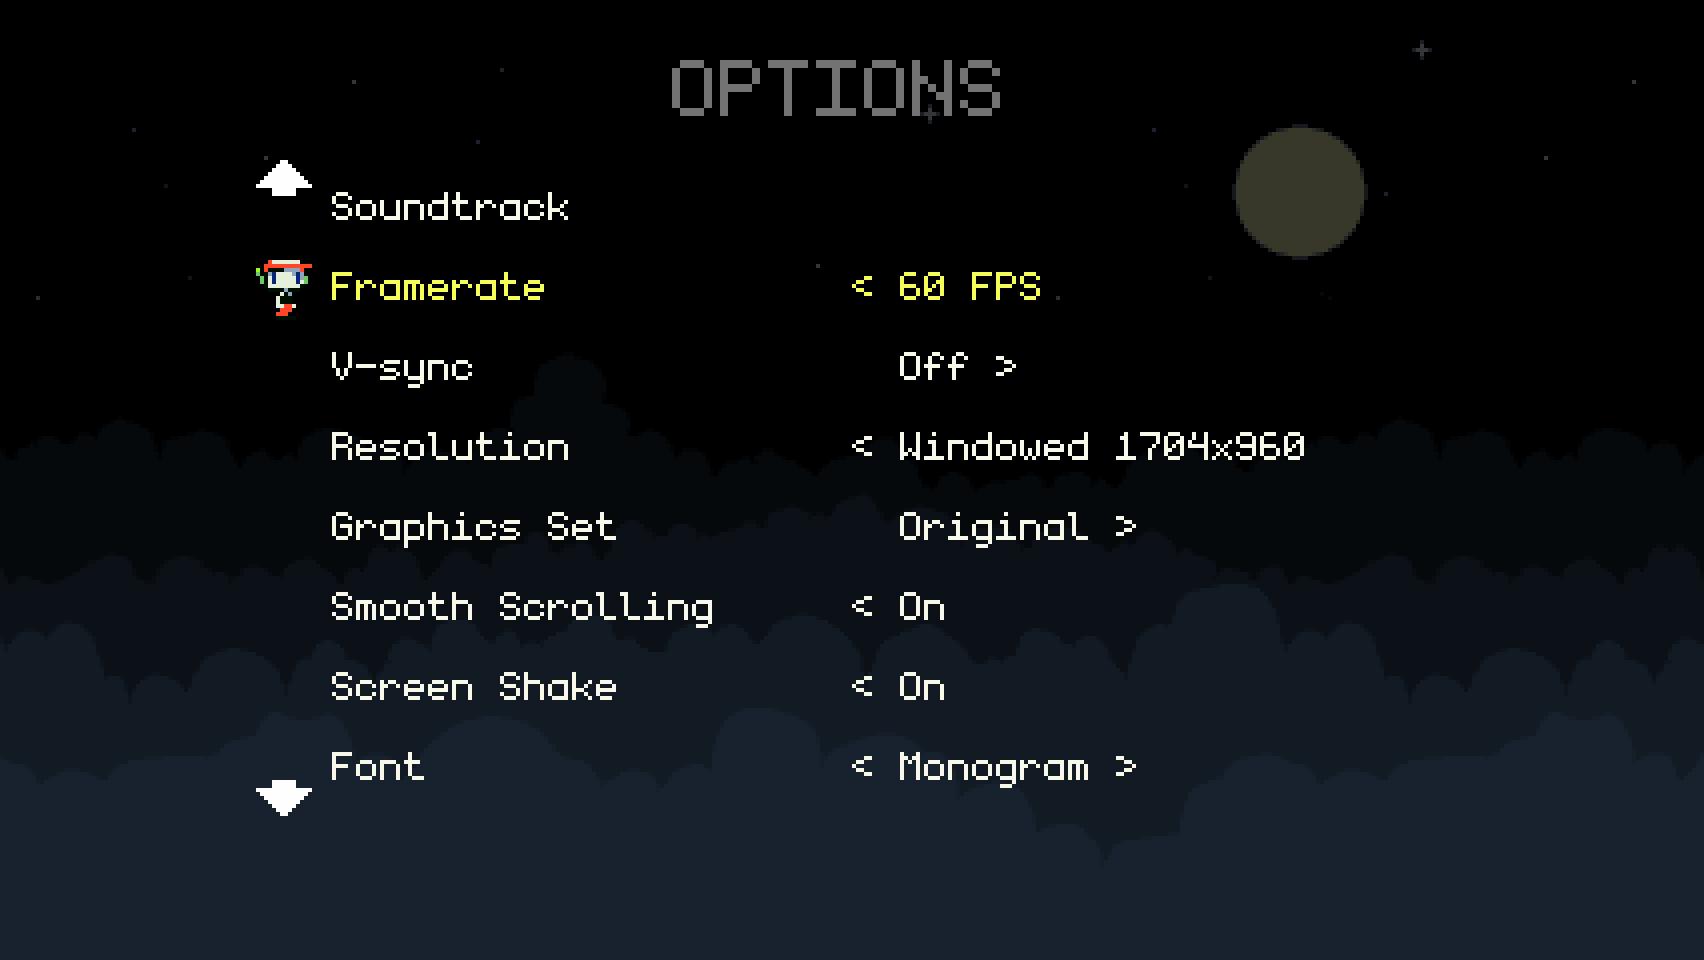 OPTIONS
Soundtrack
Framerate < 60 FPS
V-sync Off >
Resolution < Windowed 1704x960
Graphics Set Original >
Smooth Scrolling < On
Screen Shake < On
Font < Monogram >